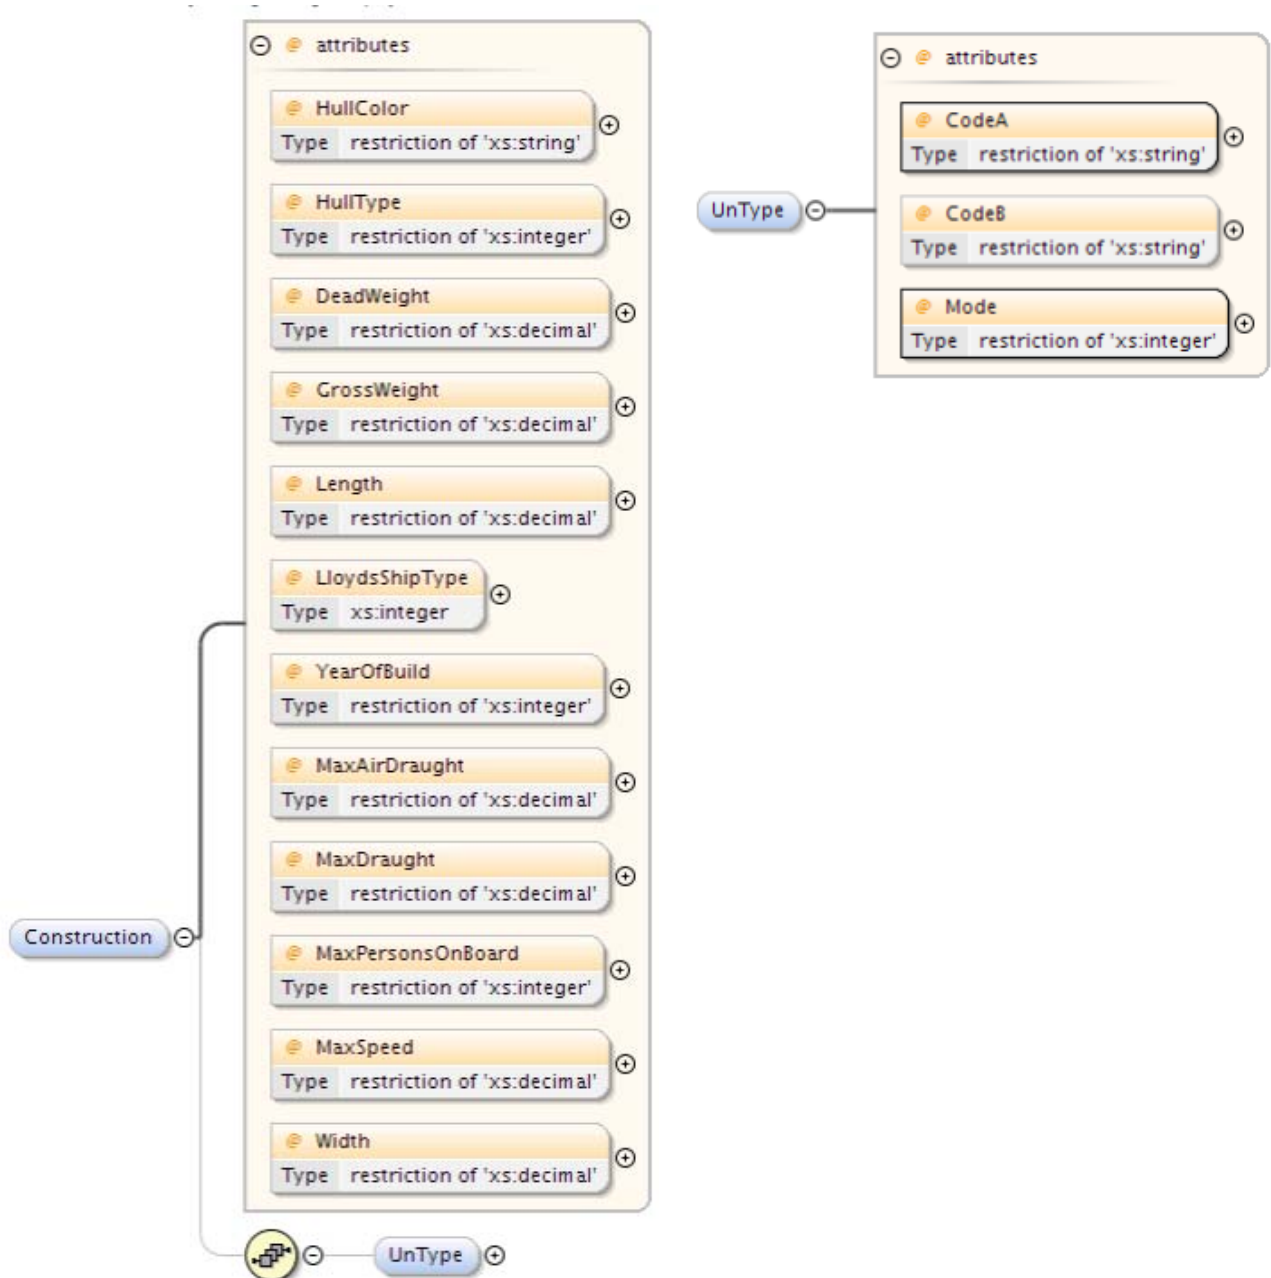 attributes
@ HullColor
Type restriction of 'xs:string'
@ HullType
Type restriction of 'xs:integer'
@ DeadWeight
Type restriction of 'xs:decimal'
@ GrossWeight
Type restriction of 'xs:decimal'
@ Length
Type restriction of 'xs:decimal'
@ LloydsShipType
Type xs:integer
@ YearOfBuild
Type restriction of 'xs:integer'
@ MaxAirDraught
Type restriction of 'xs:decimal'
@ MaxDraught
Type restriction of 'xs:decimal'
Construction
@ MaxPersonsOnBoard
Type restriction of 'xs:integer'
@ MaxSpeed
Type restriction of 'xs:decimal'
@ Width
Type restriction of 'xs:decimal'
UnType
@ attributes
@ CodeA
Type restriction of 'xs:string'
UnType
@ CodeB
Type restriction of 'xs:string'
@ Mode
Type restriction of 'xs:integer'